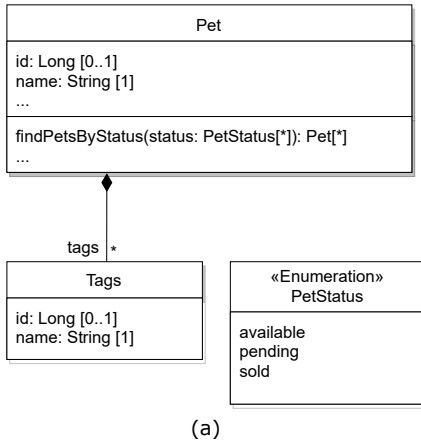 Pet
id: Long [0..1]
name: String [1]
...
findPetsByStatus(status: PetStatus[*]): Pet[*]
...
tags *
Tags
id: Long [0..1]
name: String [1]
«Enumeration»
PetStatus
available
pending
sold
(a)